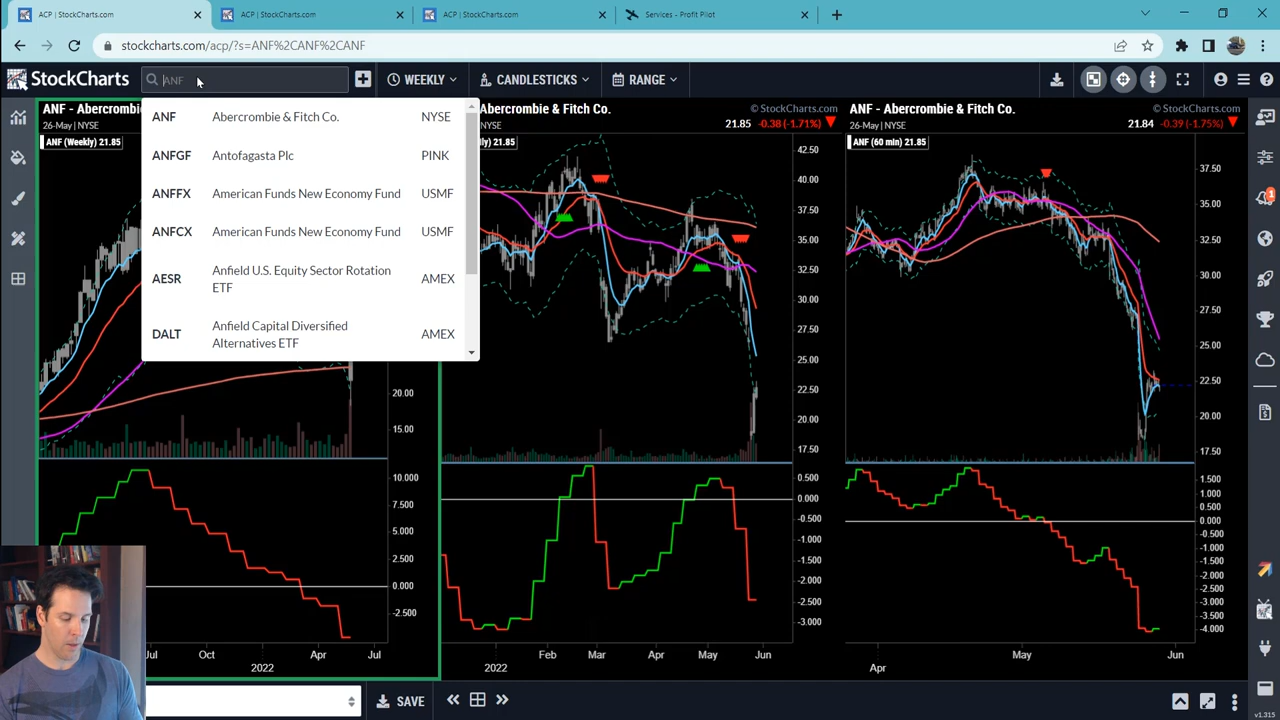 ACP | StockCharts
ACP | StockCharts
ACP | StockCharts
Services - Profit Pilot
stockcharts.com/acp/?s=ANF%2CANF%2CANF
StockCharts
ANF
WEEKLY
CANDLESTICKS
RANGE
ANF - Abercrombi
26-May | NYSE
ANF (Weekly) 21.85
ANF Abercrombie & Fitch Co. NYSE
ANFGF Antofagasta Plc PINK
ANFFX American Funds New Economy Fund USMF
ANFCX American Funds New Economy Fund USMF
AESR Anfield U.S. Equity Sector Rotation ETF AMEX
DALT Anfield Capital Diversified Alternatives ETF AMEX
20.00
15.00
10.000
7.500
5.000
2.500
0.000
-2.500
Jul Oct Apr Jul
2022
Abercrombie & Fitch Co.
© StockCharts
NYSE
21.85 -0.38 (-1.71%)
ly) 21.85
42.50
40.00
37.50
35.00
32.50
30.00
27.50
25.00
22.50
20.00
17.50
0.500
0.000
-0.500
-1.000
-1.500
-2.000
-2.500
-3.000
Feb Mar Apr May Jun
2022
ANF - Abercrombie & Fitch Co.
© StockCharts
26-May | NYSE
21.84 -0.39 (-1.75%)
ANF (60 min) 21.85
37.50
35.00
32.50
30.00
27.50
25.00
22.50
20.00
17.50
1.500
1.000
0.500
0.000
-0.500
-1.000
-1.500
-2.000
-2.500
-3.000
-3.500
-4.000
May Jun
Apr
SAVE
1
v1.315